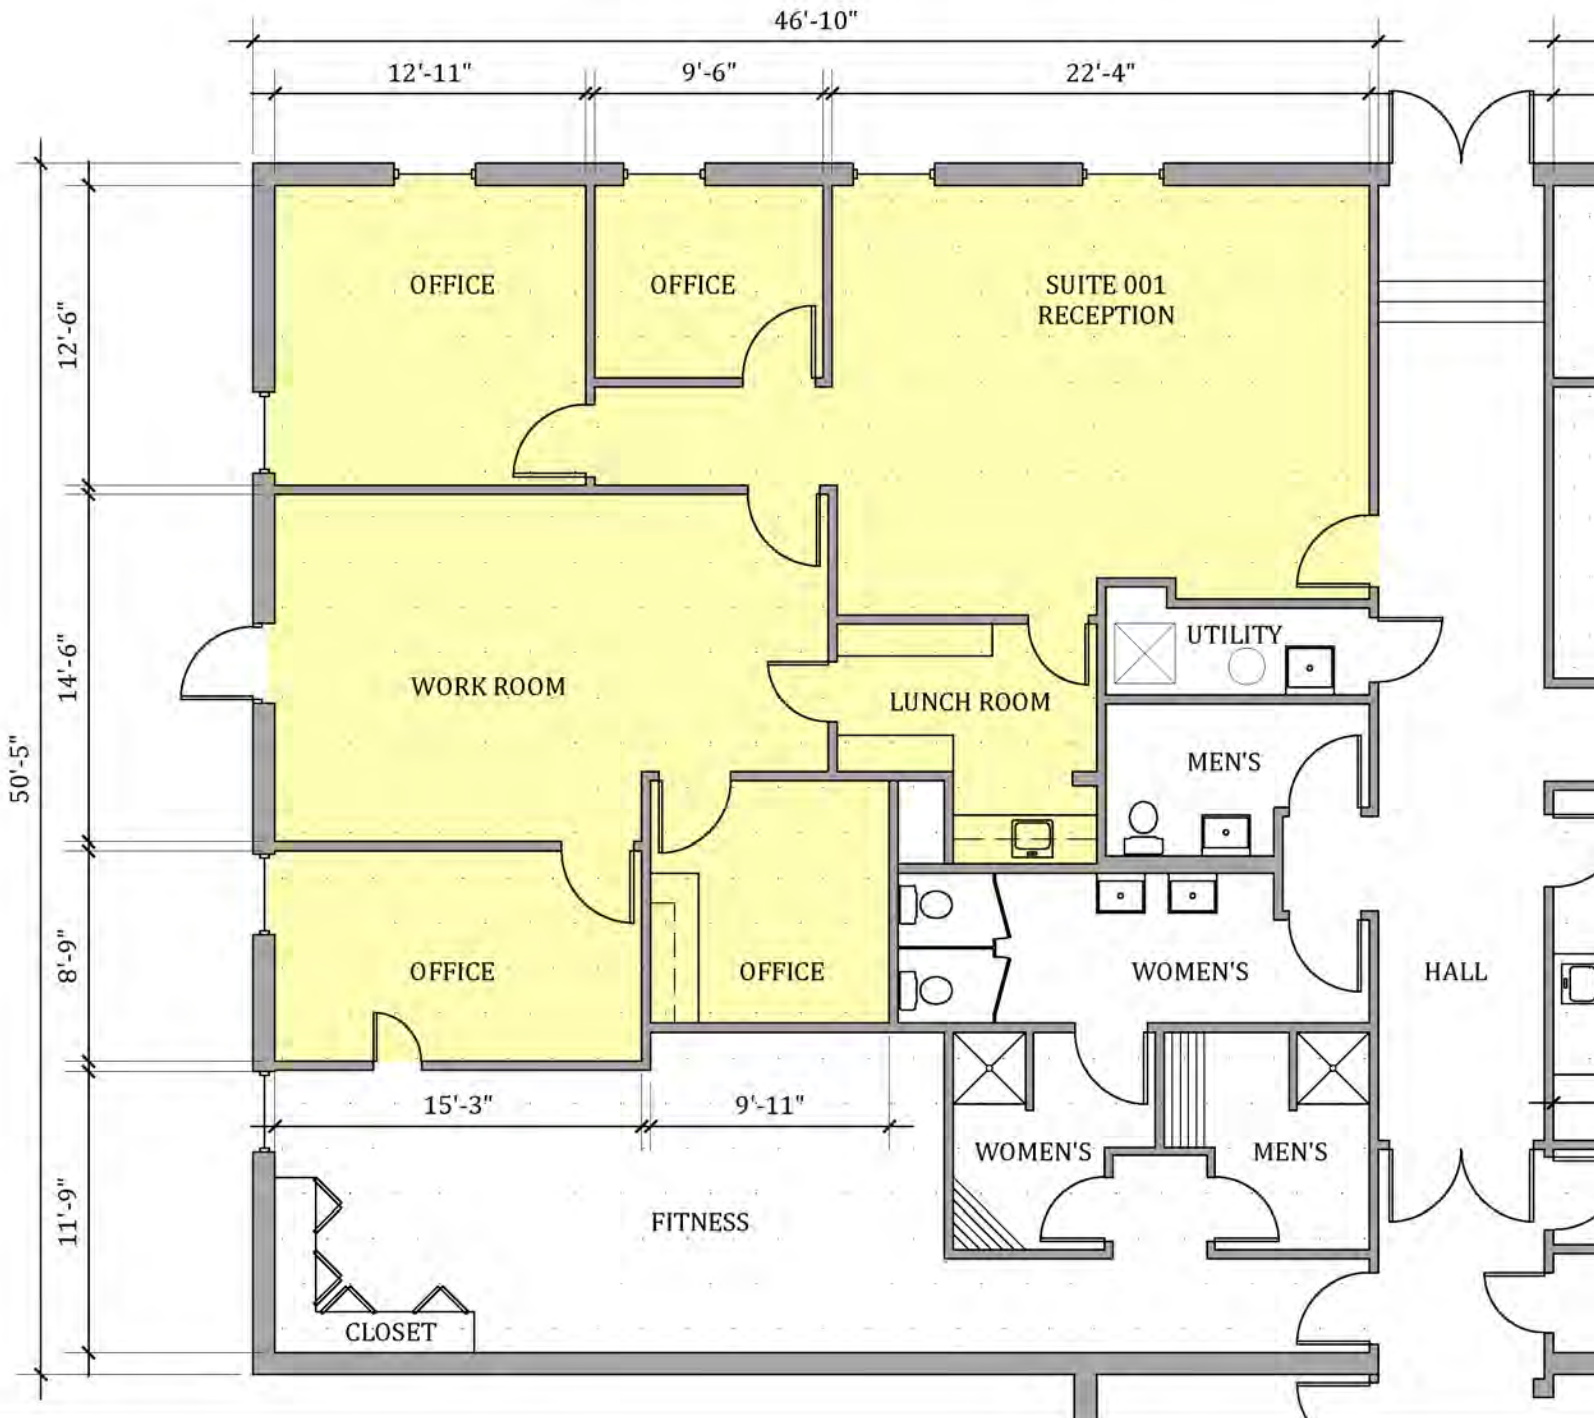 46'-10"
12'-11"
9'-6"
22'-4"
OFFICE
OFFICE
SUITE 001
RECEPTION
12'-6"
UTILITY
14'-6"
WORK ROOM
LUNCH ROOM
50'-5"
MEN'S
8'-9"
OFFICE
OFFICE
WOMEN'S
HALL
15'-3"
9'-11"
WOMEN'S
MEN'S
11'-9"
FITNESS
CLOSET